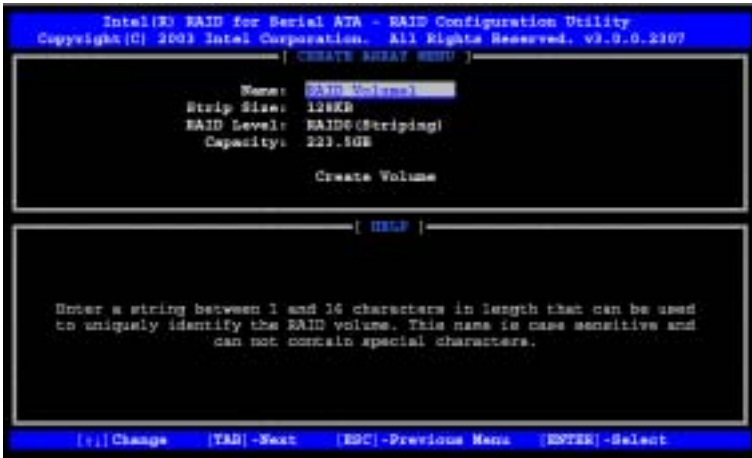 Intel(R) RAID for Serial ATA - RAID Configuration Utility
Copyright(C) 2003 Intel Corporation. All Rights Reserved. v3.0.0.2307
[ CREATE ARRAY MENU ]
Name: RAID Volume1
Strip Size: 128KB
RAID Level: RAID0(Striping)
Capacity: 223.5GB
Create Volume
[ HELP ]
Enter a string between 1 and 16 characters in length that can be used
to uniquely identify the RAID volume. This name is case sensitive and
can not contain special characters.
[↑↓]Change [TAB]-Next [ESC]-Previous Menu [ENTER]-Select